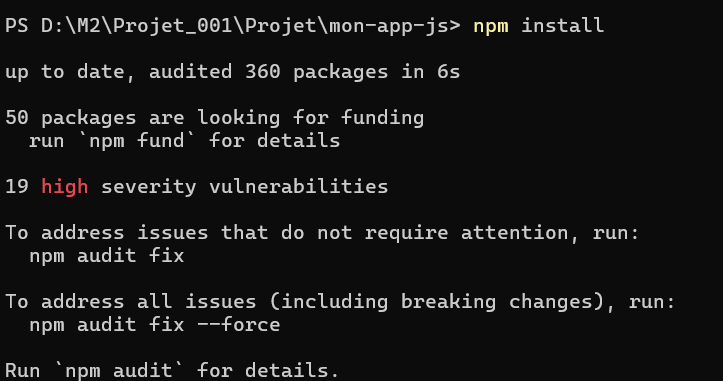 PS D:\M2\Projet_001\Projet\mon-app-js> npm install
up to date, audited 360 packages in 6s
50 packages are looking for funding
  run `npm fund` for details
19 high severity vulnerabilities
To address issues that do not require attention, run:
  npm audit fix
To address all issues (including breaking changes), run:
  npm audit fix --force
Run `npm audit` for details.